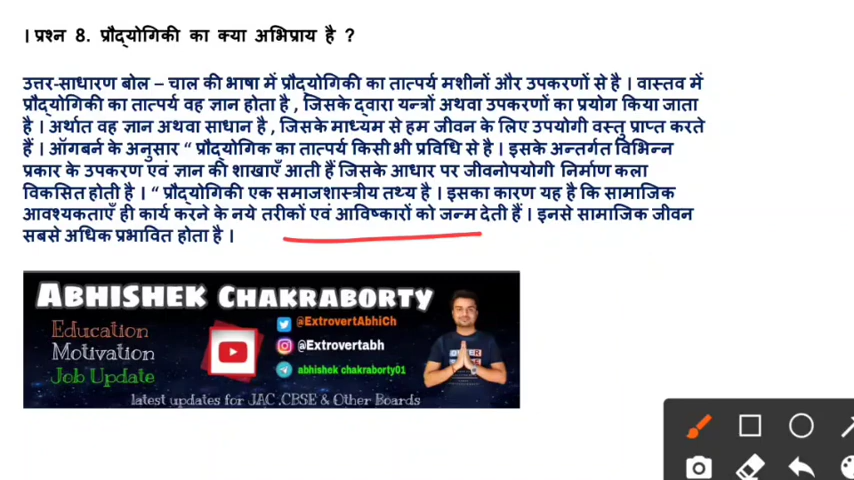 । प्रश्न 8. प्रौद्योगिकी का क्या अभिप्राय है ?
उत्तर-साधारण बोल – चाल की भाषा में प्रौद्योगिकी का तात्पर्य मशीनों और उपकरणों से है । वास्तव में
प्रौद्योगिकी का तात्पर्य वह ज्ञान होता है , जिसके द्वारा यन्त्रों अथवा उपकरणों का प्रयोग किया जाता
है । अर्थात वह ज्ञान अथवा साधान है , जिसके माध्यम से हम जीवन के लिए उपयोगी वस्तु प्राप्त करते
हैं । ऑगबर्न के अनुसार “ प्रौद्योगिक का तात्पर्य किसी भी प्रविधि से है । इसके अन्तर्गत विभिन्न
प्रकार के उपकरण एवं ज्ञान की शाखाएँ आती हैं जिसके आधार पर जीवनोपयोगी निर्माण कला
विकसित होती है । “ प्रौद्योगिकी एक समाजशास्त्रीय तथ्य है । इसका कारण यह है कि सामाजिक
आवश्यकताएँ ही कार्य करने के नये तरीकों एवं आविष्कारों को जन्म देती हैं । इनसे सामाजिक जीवन
सबसे अधिक प्रभावित होता है ।
ABHISHEK CHAKRABORTY
Education
Motivation
Job Update
@ExtrovertAbhiCh
@Extrovertabh
abhishek chakraborty01
latest updates for JAC ,CBSE & Other Boards